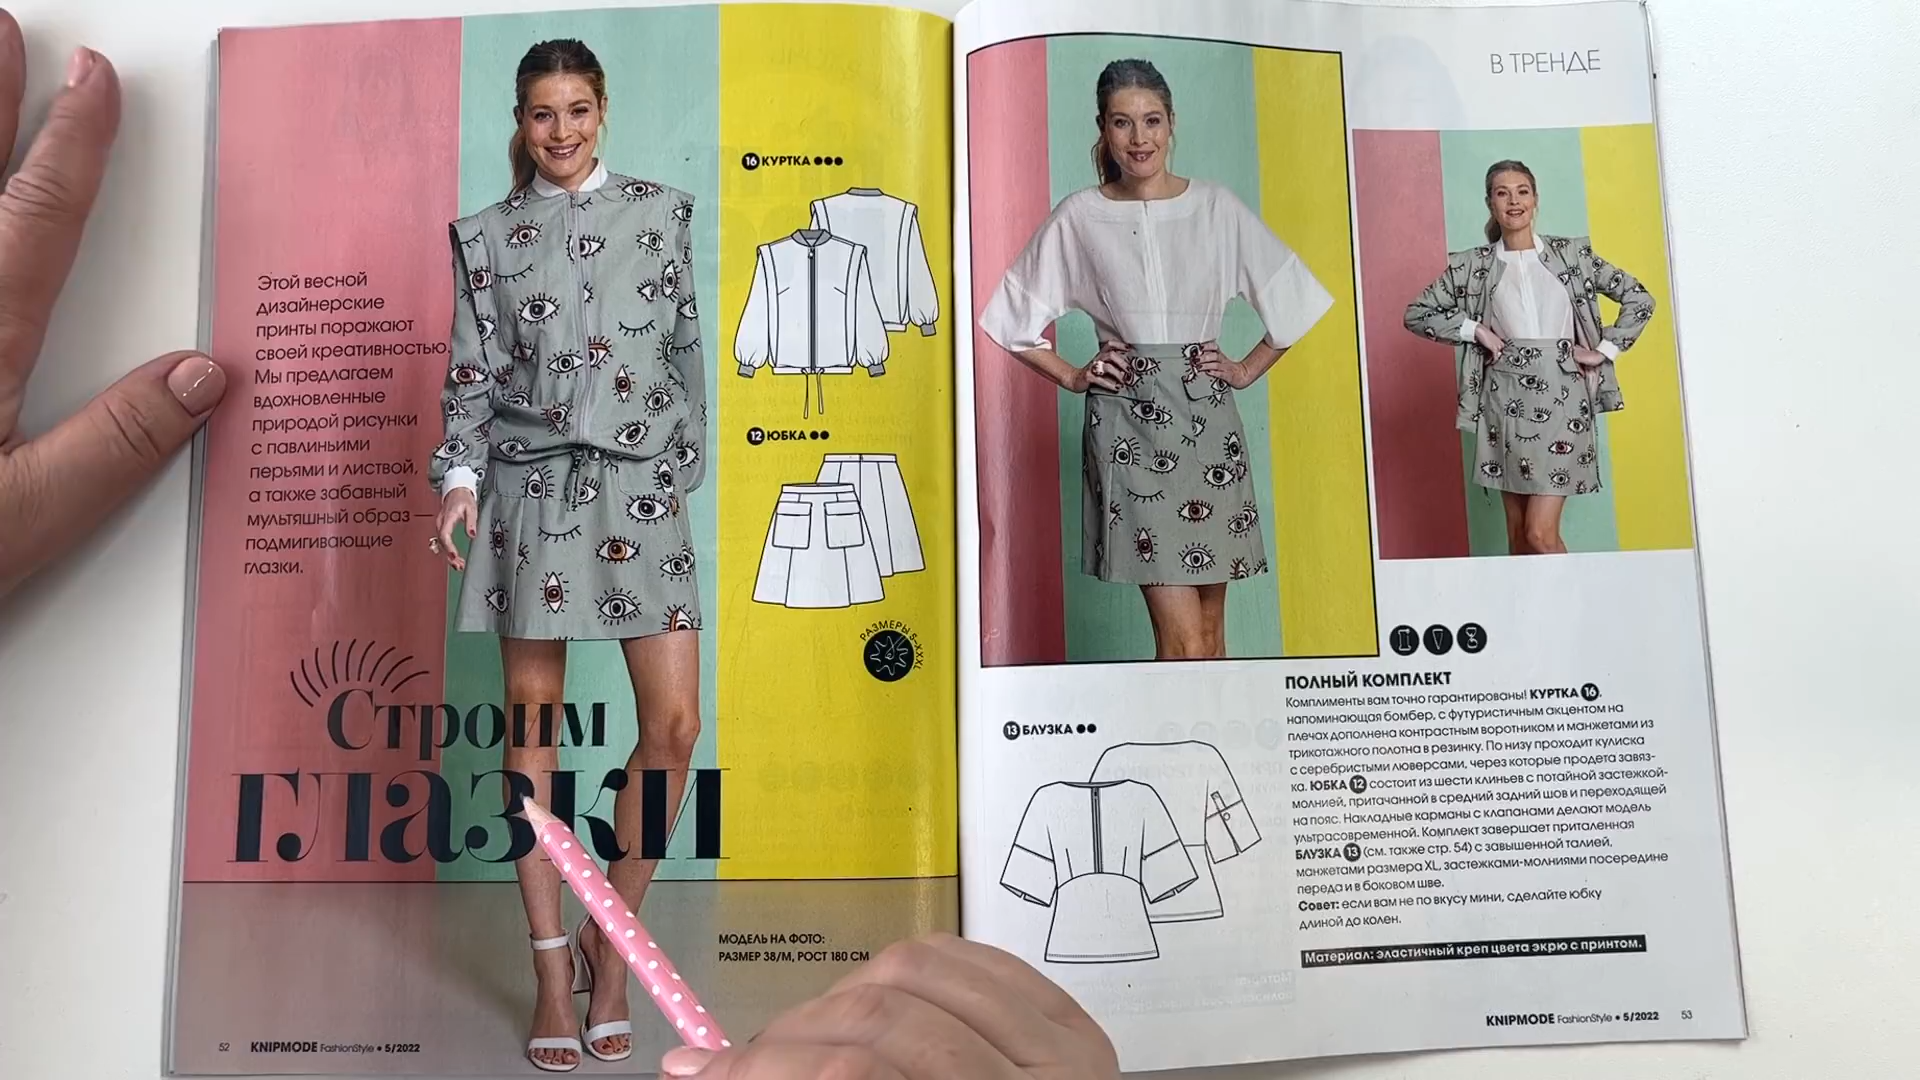 Этой весной
дизайнерские
принты поражают
своей креативностью.
Мы предлагаем
вдохновленные
природой рисунки
с павлиньими
перьями и листвой,
а также забавный
мультяшный образ —
подмигивающие
глазки.
Строим
глазки
16 КУРТКА ●●●
12 ЮБКА ●●
РАЗМЕРЫ S-XXXL
МОДЕЛЬ НА ФОТО:
РАЗМЕР 38/M, РОСТ 180 СМ
52 KNIPMODE FashionStyle • 5/2022
В ТРЕНДЕ
13 БЛУЗКА ●●
ПОЛНЫЙ КОМПЛЕКТ
Комплименты вам точно гарантированы! КУРТКА 16,
напоминающая бомбер, с футуристичным акцентом на
плечах дополнена контрастным воротником и манжетами из
трикотажного полотна в резинку. По низу проходит кулиска
с серебристыми люверсами, через которые продета завяз-
ка. ЮБКА 12 состоит из шести клиньев с потайной застежкой-
молнией, притачанной в средний задний шов и переходящей
на пояс. Накладные карманы с клапанами делают модель
ультрасовременной. Комплект завершает приталенная
БЛУЗКА 13 (см. также стр. 54) с завышенной талией,
манжетами размера XL, застежками-молниями посередине
переда и в боковом шве.
Совет: если вам не по вкусу мини, сделайте юбку
длиной до колен.
Материал: эластичный креп цвета экрю с принтом.
KNIPMODE FashionStyle • 5/2022 53